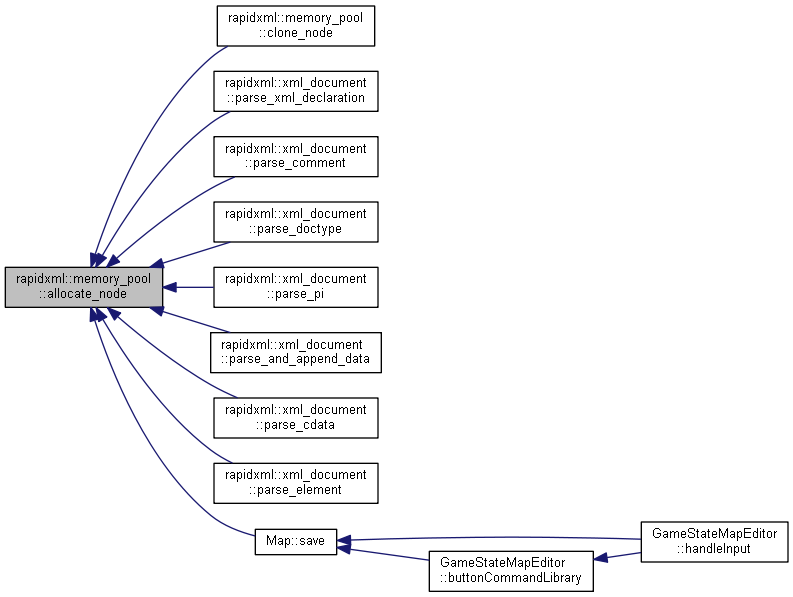 rapidxml::memory_pool
::clone_node
rapidxml::xml_document
::parse_xml_declaration
rapidxml::xml_document
::parse_comment
rapidxml::xml_document
::parse_doctype
rapidxml::memory_pool
::allocate_node
rapidxml::xml_document
::parse_pi
rapidxml::xml_document
::parse_and_append_data
rapidxml::xml_document
::parse_cdata
rapidxml::xml_document
::parse_element
Map::save
GameStateMapEditor
::buttonCommandLibrary
GameStateMapEditor
::handleInput